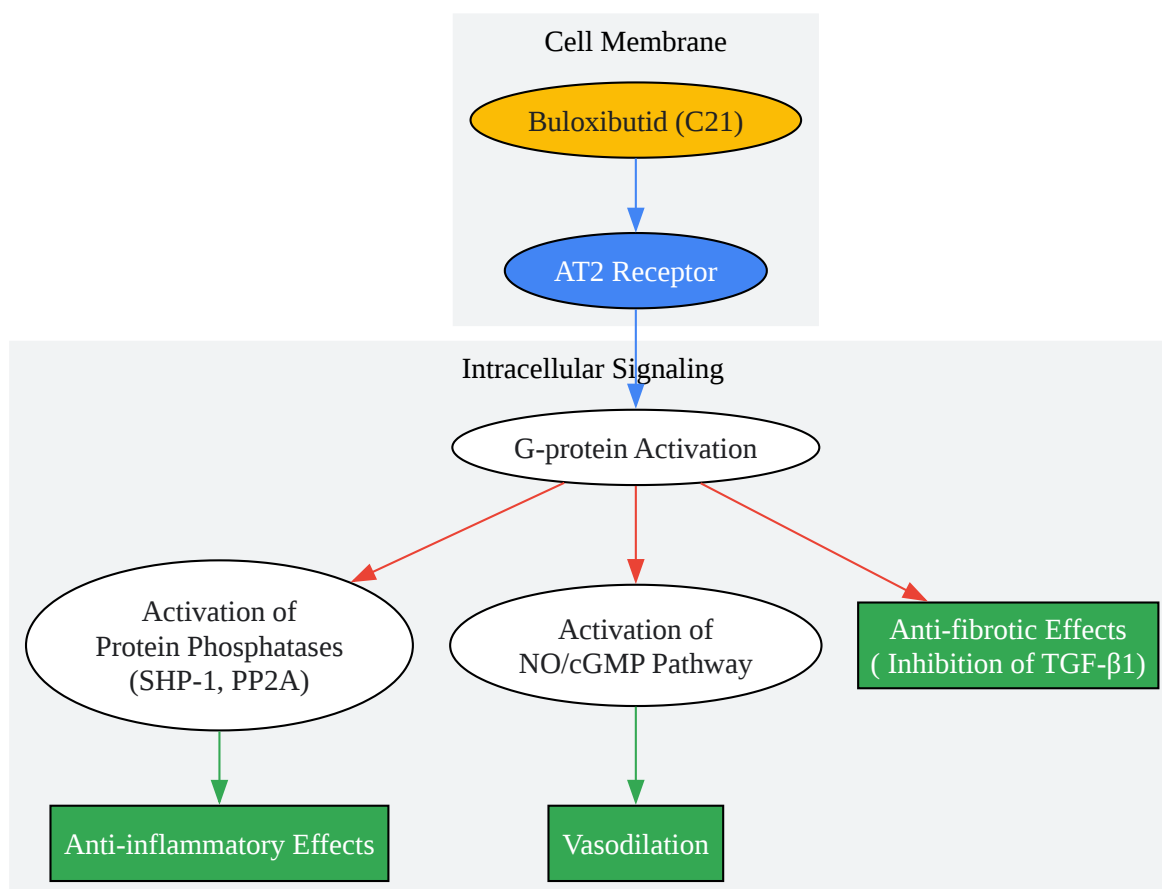 Cell Membrane
Buloxibutid (C21)
AT2 Receptor
Intracellular Signaling
G-protein Activation
Activation of
Protein Phosphatases
(SHP-1, PP2A)
Activation of
NO/cGMP Pathway
Anti-fibrotic Effects
( Inhibition of TGF-β1)
Anti-inflammatory Effects
Vasodilation